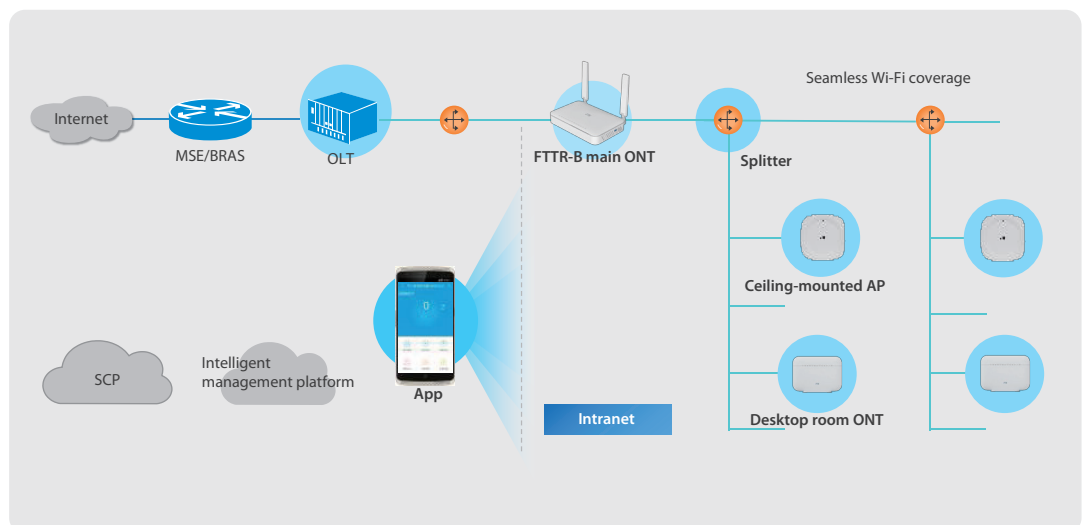 Seamless Wi-Fi coverage
Internet
MSE/BRAS
OLT
FTTR-B main ONT
Splitter
Ceiling-mounted AP
SCP
Intelligent
management platform
App
Intranet
Desktop room ONT